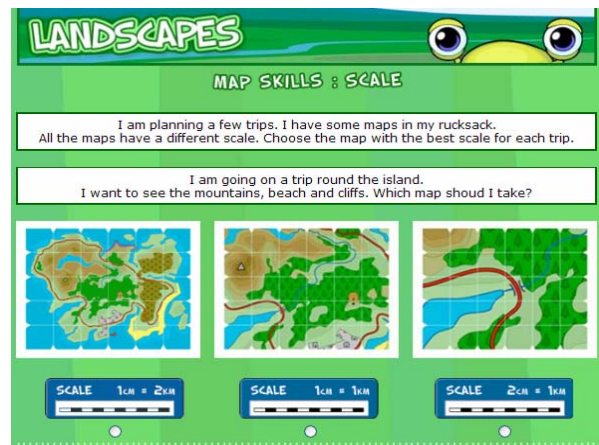 LANDSCAPES
MAP SKILLS : SCALE
I am planning a few trips. I have some maps in my rucksack.
All the maps have a different scale. Choose the map with the best scale for each trip.
I am going on a trip round the island.
I want to see the mountains, beach and cliffs. Which map shoud I take?
SCALE 1CM = 2KM
SCALE 1CM = 1KM
SCALE 2CM = 1KM